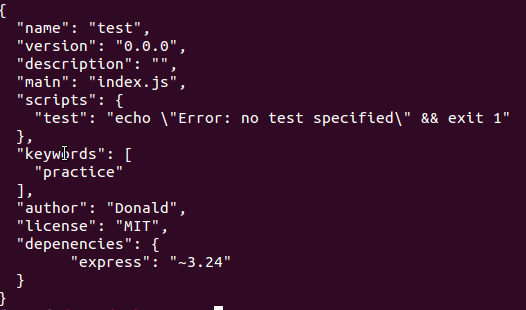 {
  "name": "test",
  "version": "0.0.0",
  "description": "",
  "main": "index.js",
  "scripts": {
    "test": "echo \"Error: no test specified\" && exit 1"
  },
  "keywords": [
    "practice"
  ],
  "author": "Donald",
  "license": "MIT",
  "depenencies": {
        "express": "~3.24"
  }
}